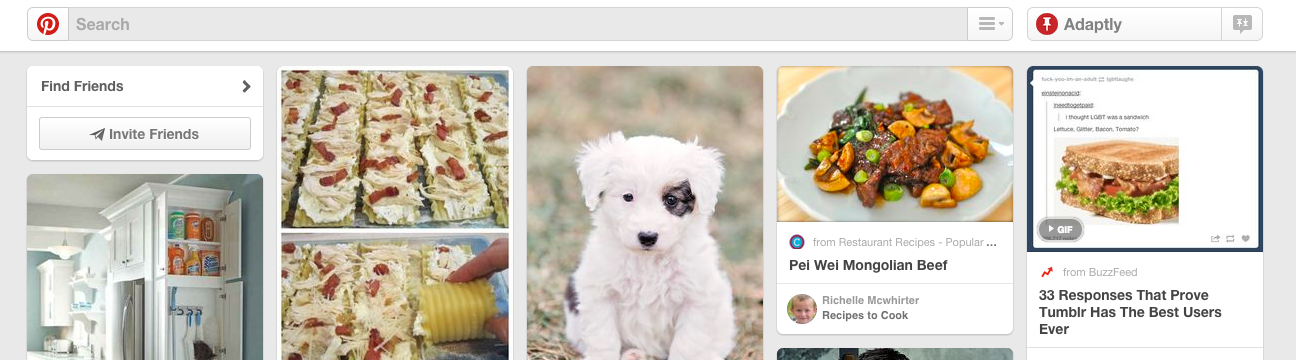 Search
Adaptly
Find Friends
Invite Friends
from Restaurant Recipes - Popular ...
Pei Wei Mongolian Beef
Richelle Mcwhirter
Recipes to Cook
fuck-you-im-an-adult lgbtlaughs
einsteinonacid:
ineedtogetpaid:
I thought LGBT was a sandwich
Lettuce, Glitter, Bacon, Tomato?
GIF
from BuzzFeed
33 Responses That Prove
Tumblr Has The Best Users
Ever